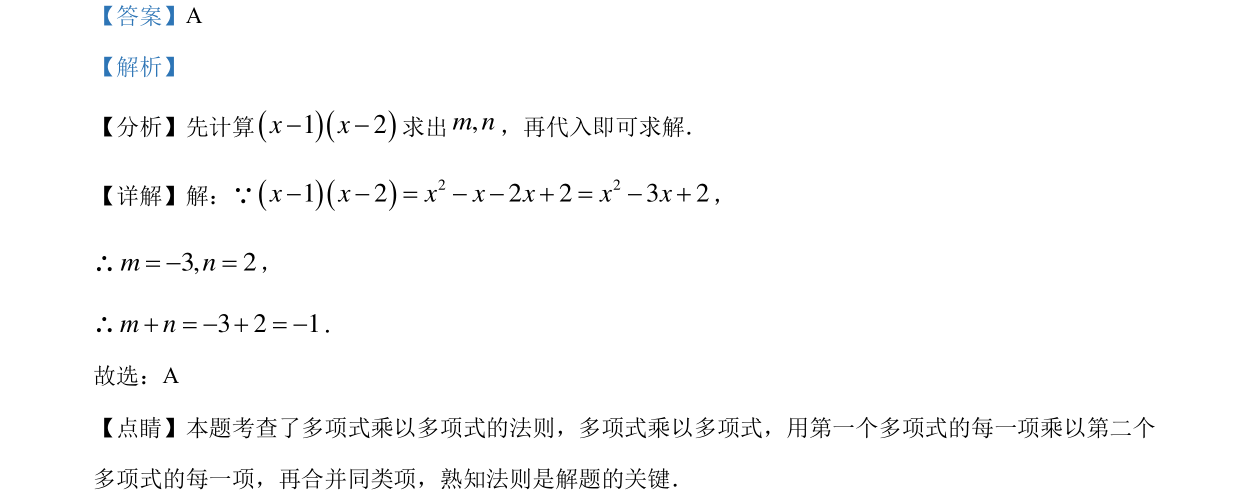 【答案】A
【解析】
【分析】先计算(x−1)(x−2)求出m,n，再代入即可求解．
【详解】解：∵(x−1)(x−2)=x²−x−2x+2=x²−3x+2，
∴m=−3,n=2，
∴m+n=−3+2=−1．
故选：A
【点睛】本题考查了多项式乘以多项式的法则，多项式乘以多项式，用第一个多项式的每一项乘以第二个
多项式的每一项，再合并同类项，熟知法则是解题的关键．